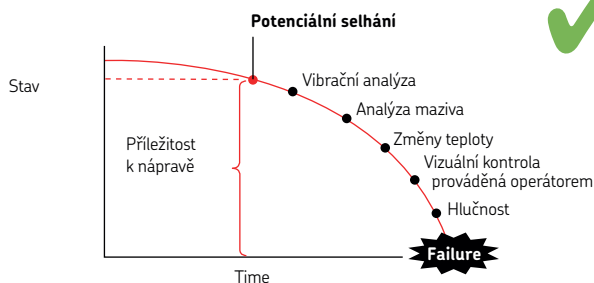 Potenciální selhání
Stav
Vibrační analýza
Analýza maziva
Změny teploty
Vizuální kontrola
prováděná operátorem
Hlučnost
Příležitost
k nápravě
Failure
Time